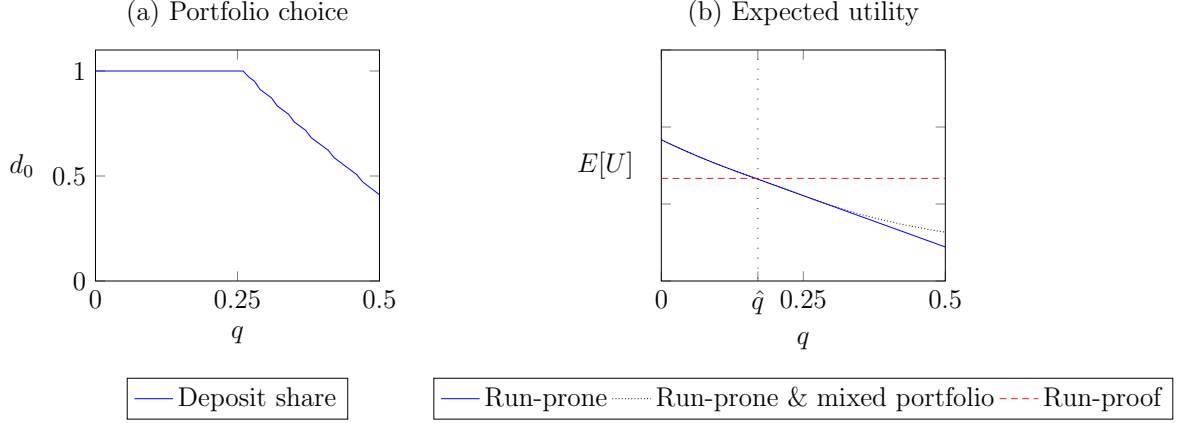 (a) Portfolio choice
1
0.5
0
d₀
0
0.25
0.5
q
Deposit share
(b) Expected utility
E[U]
0
q̂
0.25
0.5
q
Run-prone
Run-prone & mixed portfolio
Run-proof